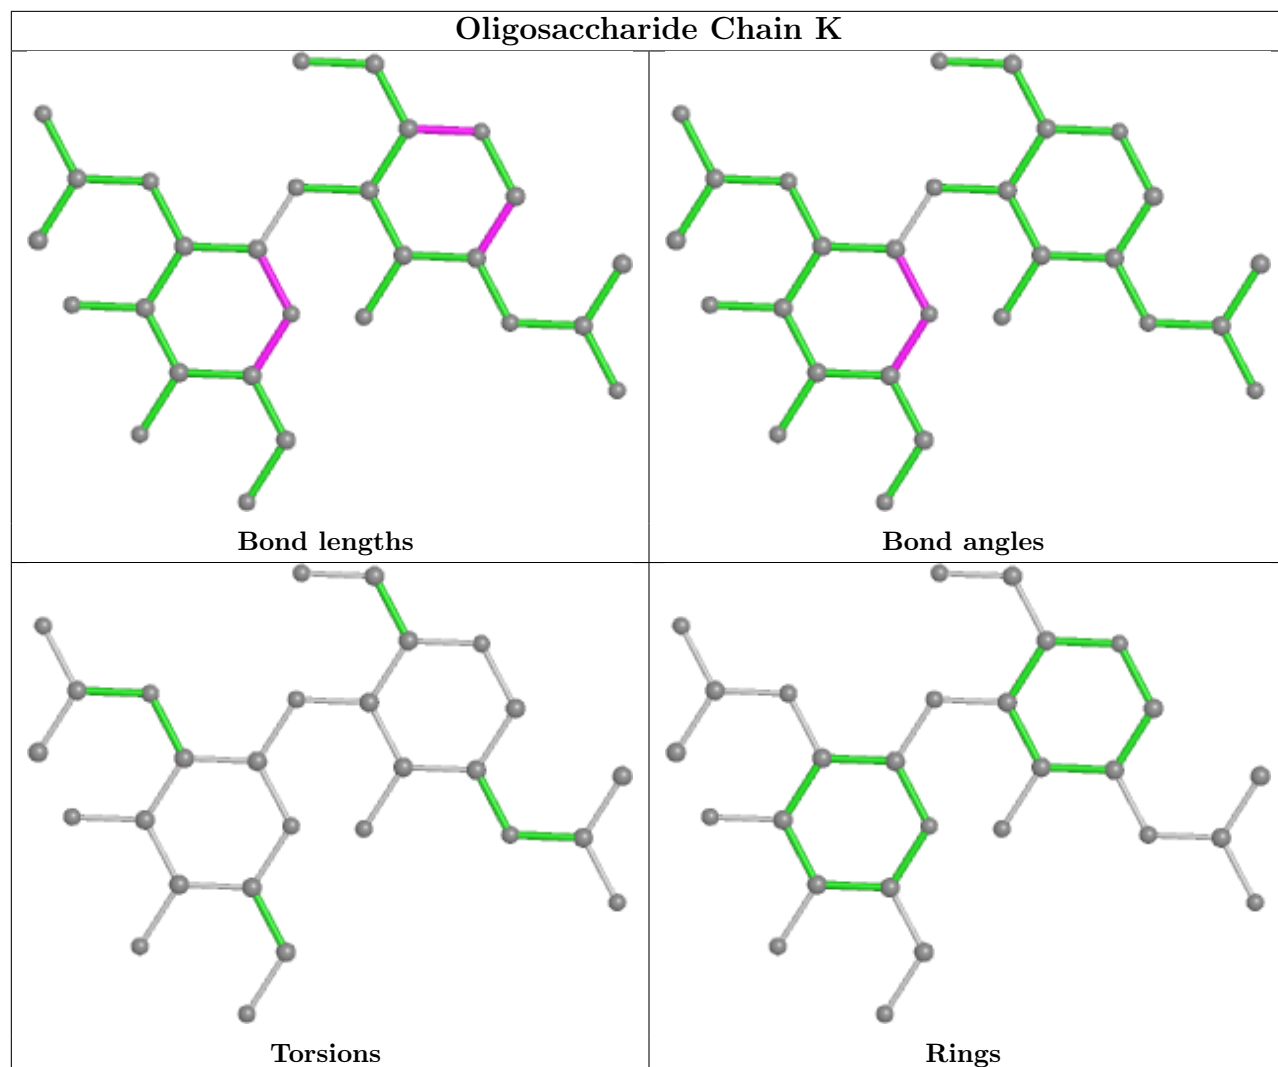 Oligosaccharide Chain K
Bond lengths
Bond angles
Torsions
Rings